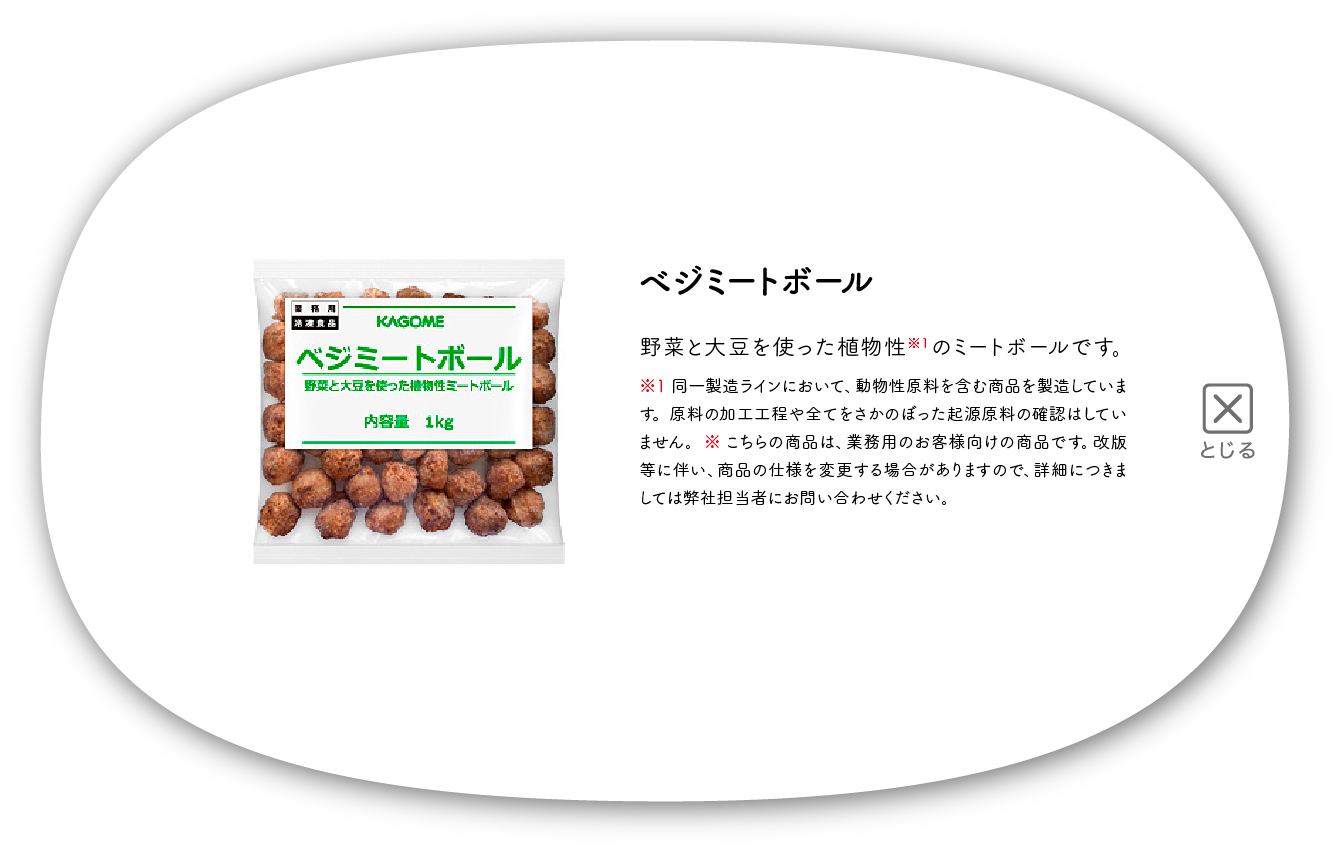 ベジミートボール
野菜と大豆を使った植物性※1のミートボールです。
※1 同一製造ラインにおいて、動物性原料を含む商品を製造していま
す。原料の加工工程や全てをさかのぼった起源原料の確認はしてい
ません。 ※ こちらの商品は、業務用のお客様向けの商品です。改版
等に伴い、商品の仕様を変更する場合がありますので、詳細につきま
しては弊社担当者にお問い合わせください。
業務用
冷凍食品
KAGOME
ベジミートボール
野菜と大豆を使った植物性ミートボール
内容量 1kg
とじる